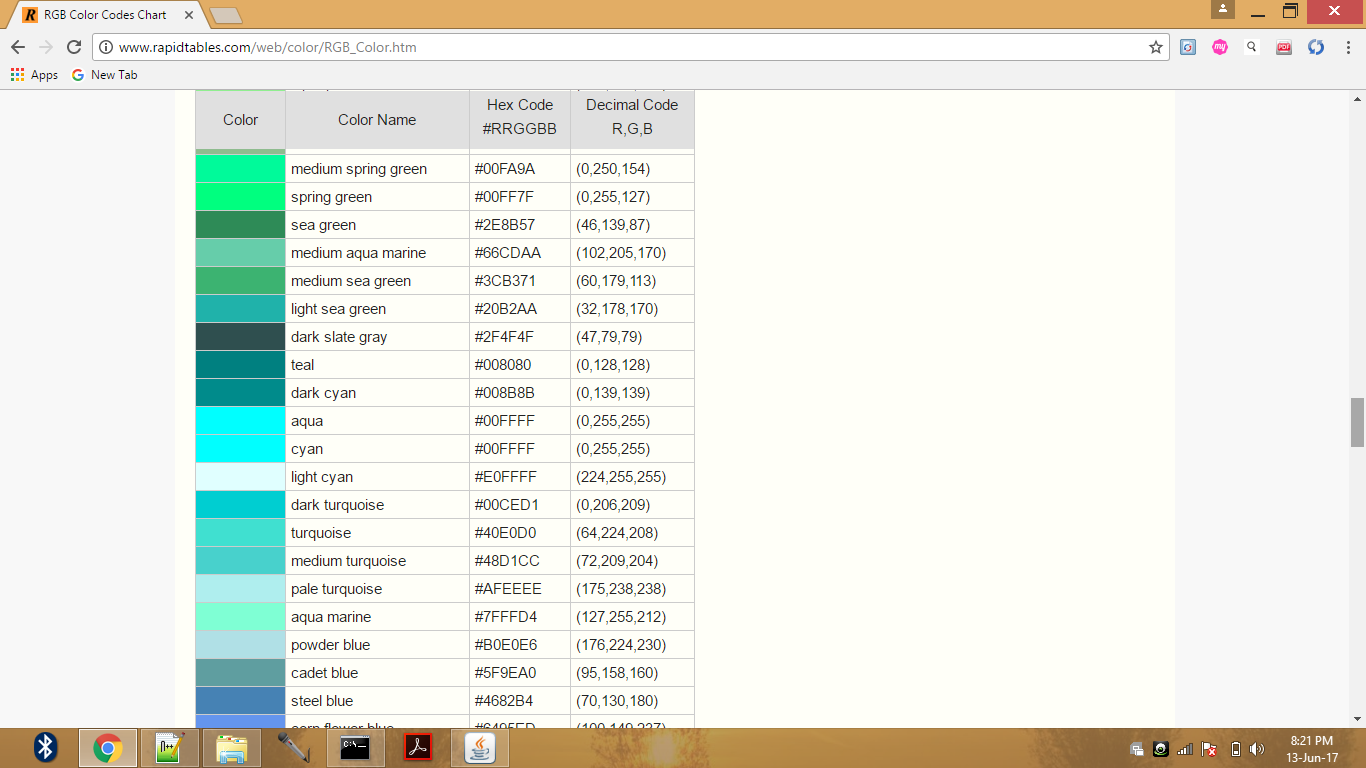 RGB Color Codes Chart
www.rapidtables.com/web/color/RGB_Color.htm
Apps New Tab
Color Color Name Hex Code #RRGGBB Decimal Code R,G,B
medium spring green #00FA9A (0,250,154)
spring green #00FF7F (0,255,127)
sea green #2E8B57 (46,139,87)
medium aqua marine #66CDAA (102,205,170)
medium sea green #3CB371 (60,179,113)
light sea green #20B2AA (32,178,170)
dark slate gray #2F4F4F (47,79,79)
teal #008080 (0,128,128)
dark cyan #008B8B (0,139,139)
aqua #00FFFF (0,255,255)
cyan #00FFFF (0,255,255)
light cyan #E0FFFF (224,255,255)
dark turquoise #00CED1 (0,206,209)
turquoise #40E0D0 (64,224,208)
medium turquoise #48D1CC (72,209,204)
pale turquoise #AFEEEE (175,238,238)
aqua marine #7FFFD4 (127,255,212)
powder blue #B0E0E6 (176,224,230)
cadet blue #5F9EA0 (95,158,160)
steel blue #4682B4 (70,130,180)
corn flower blue #6495ED (100,149,237)
8:21 PM
13-Jun-17